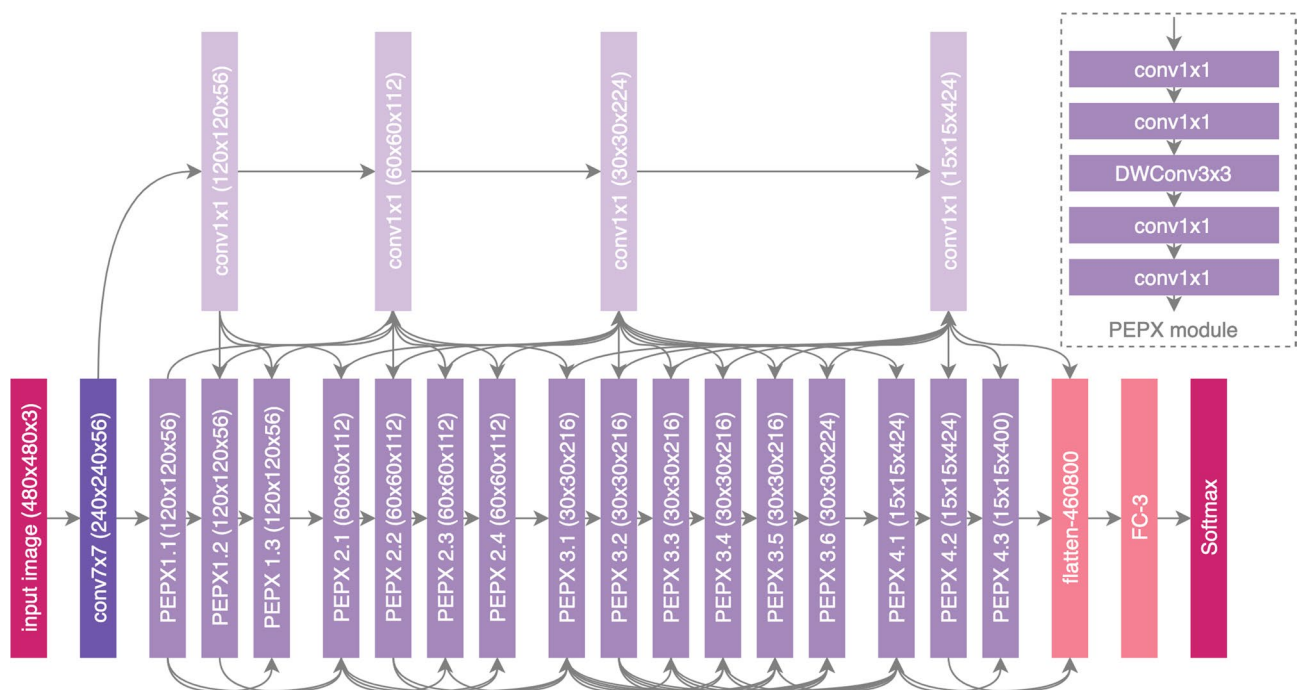 conv1x1 (120x120x56)
conv1x1 (60x60x112)
conv1x1 (30x30x224)
conv1x1 (15x15x424)
conv1x1
conv1x1
DWConv3x3
conv1x1
conv1x1
PEPX module
input image (480x480x3)
conv7x7 (240x240x56)
PEPX1.1(120x120x56)
PEPX1.2 (120x120x56)
PEPX 1.3 (120x120x56)
PEPX 2.1 (60x60x112)
PEPX 2.2 (60x60x112)
PEPX 2.3 (60x60x112)
PEPX 2.4 (60x60x112)
PEPX 3.1 (30x30x216)
PEPX 3.2 (30x30x216)
PEPX 3.3 (30x30x216)
PEPX 3.4 (30x30x216)
PEPX 3.5 (30x30x216)
PEPX 3.6 (30x30x224)
PEPX 4.1 (15x15x424)
PEPX 4.2 (15x15x424)
PEPX 4.3 (15x15x400)
flatten-460800
FC-3
Softmax